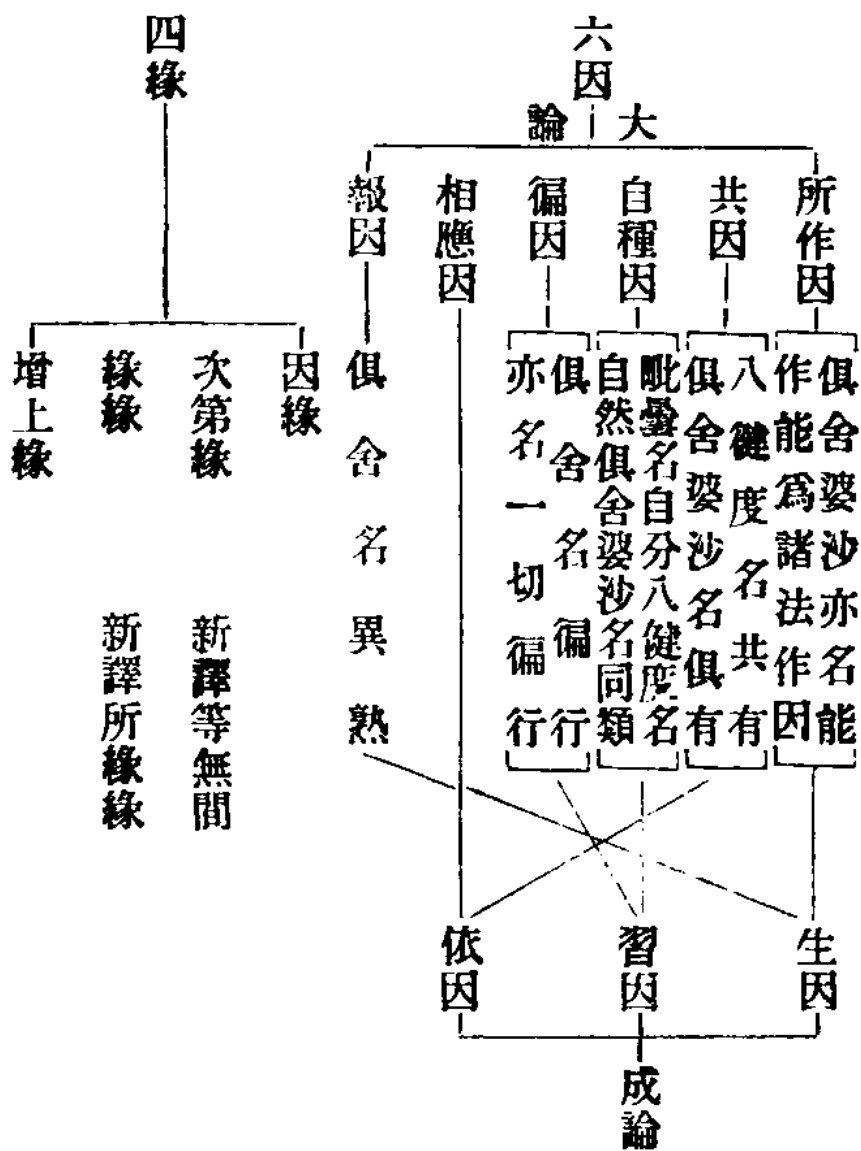 六因
大論
所作因
俱舍婆沙亦名能
作能為諸法作因
共因
八健度名共有
俱舍婆沙名俱有
自種因
毗曇名自分八健度名
自然俱舍婆沙名同類
徧因
俱舍名徧行
亦名一切徧行
相應因
報因
俱舍名異熟
生因
習因
依因
成論
四緣
因緣
次第緣
新譯等無間
緣緣
新譯所緣緣
增上緣